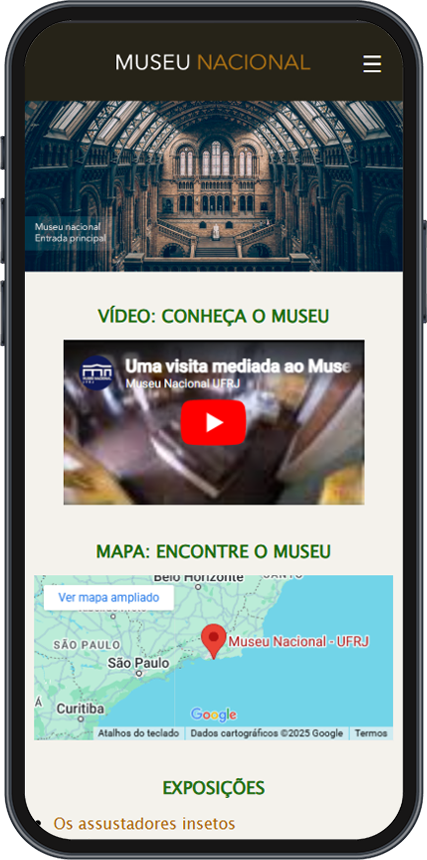 MUSEU NACIONAL
☰
Museu nacional
Entrada principal
VÍDEO: CONHEÇA O MUSEU
Uma visita mediada ao Muse
Museu Nacional UFRJ
MAPA: ENCONTRE O MUSEU
Belo Horizonte
Ver mapa ampliado
SÃO PAULO
Museu Nacional - UFRJ
São Paulo
Curitiba
Google
Atalhos do teclado
Dados cartográficos ©2025 Google
Termos
EXPOSIÇÕES
• Os assustadores insetos